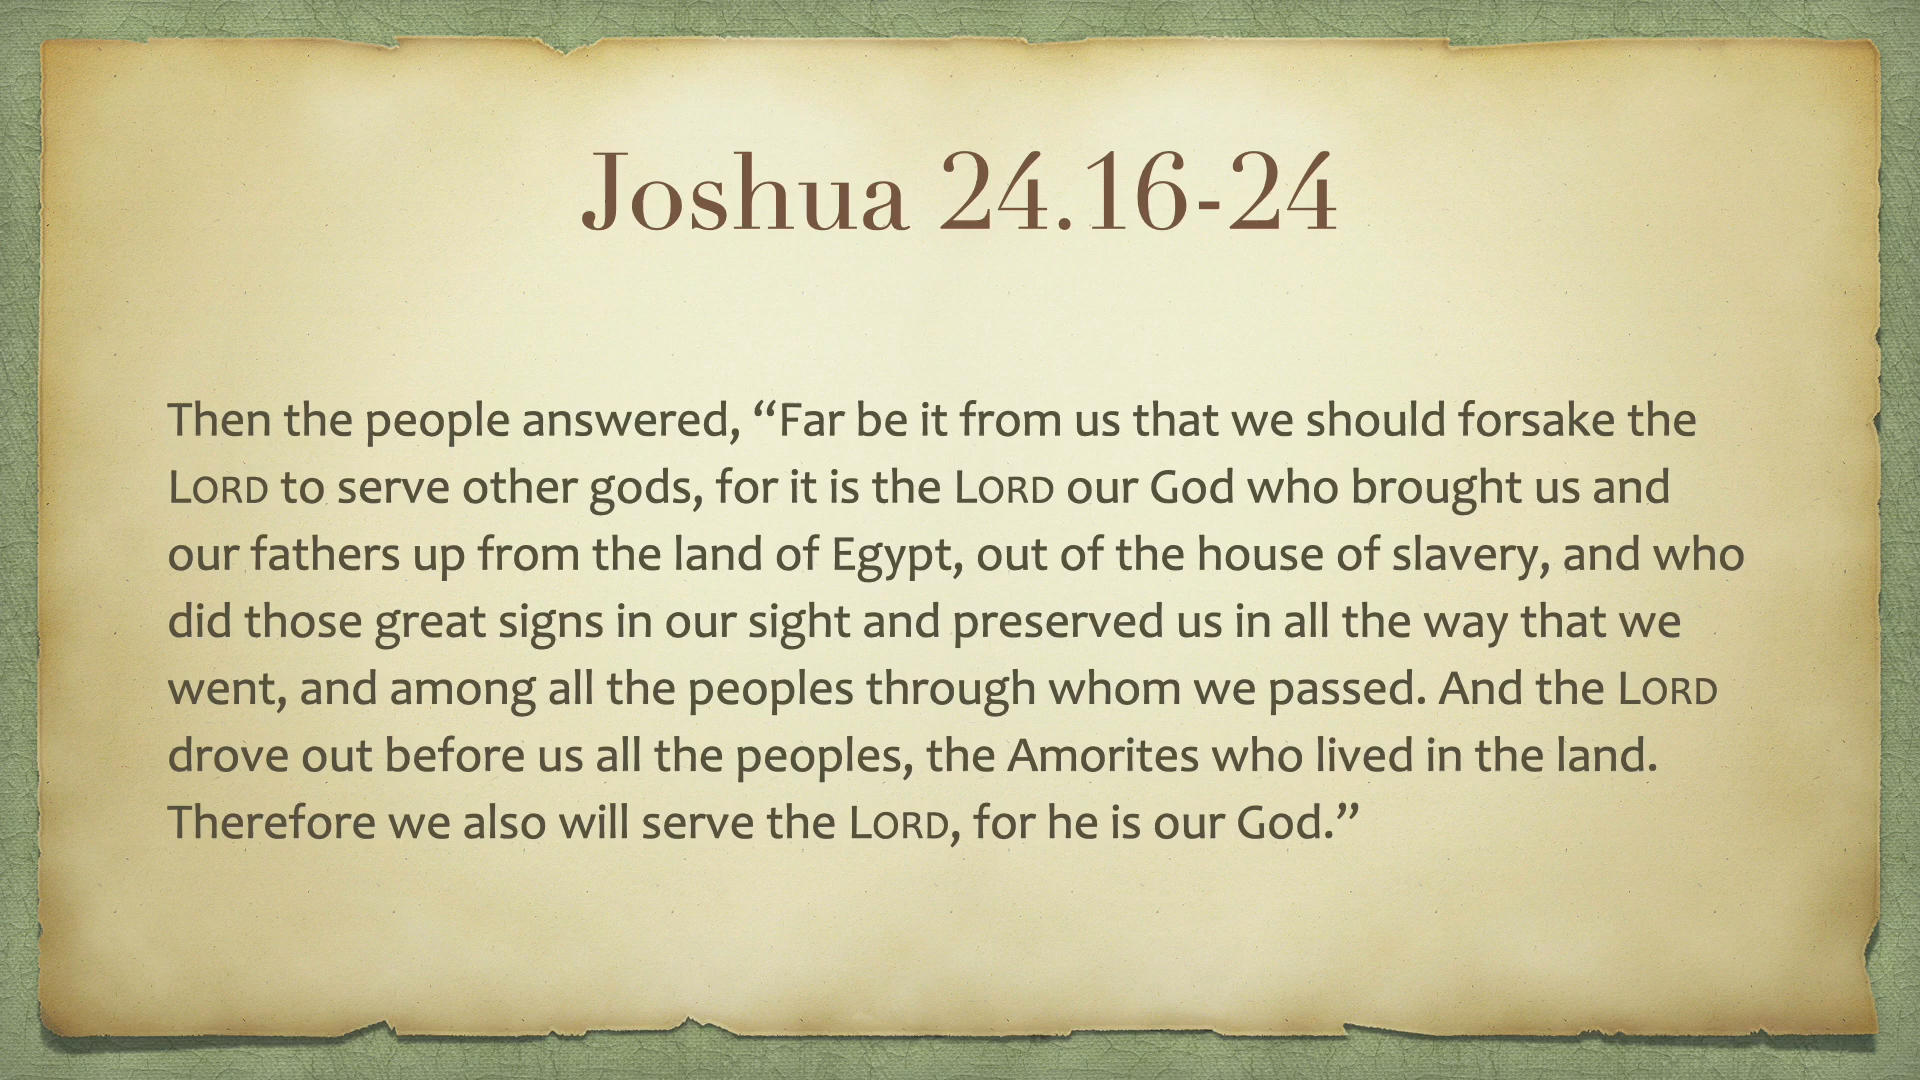 Joshua 24.16-24
Then the people answered, “Far be it from us that we should forsake the
LORD to serve other gods, for it is the LORD our God who brought us and
our fathers up from the land of Egypt, out of the house of slavery, and who
did those great signs in our sight and preserved us in all the way that we
went, and among all the peoples through whom we passed. And the LORD
drove out before us all the peoples, the Amorites who lived in the land.
Therefore we also will serve the LORD, for he is our God.”